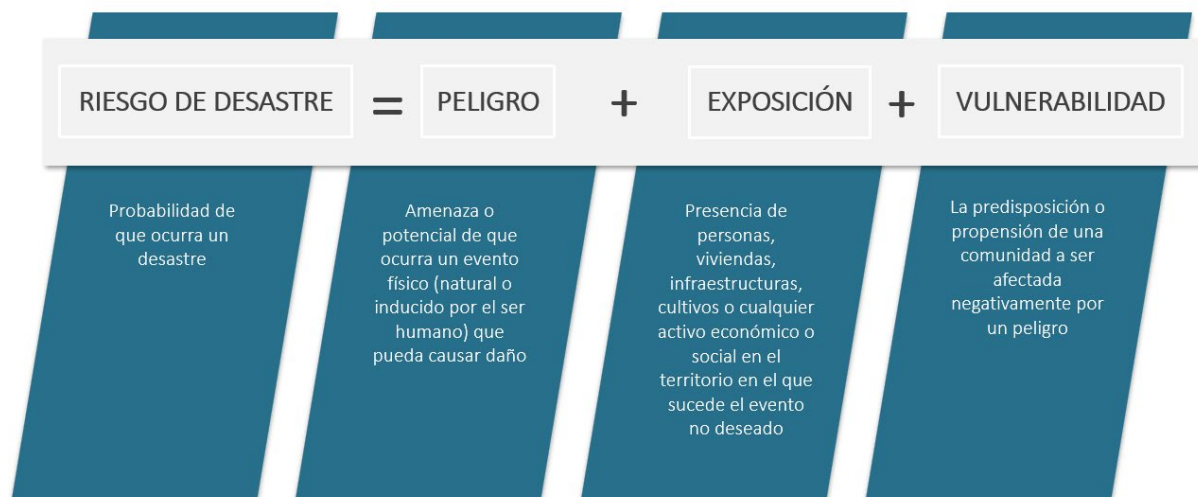 RIESGO DE DESASTRE = PELIGRO + EXPOSICIÓN + VULNERABILIDAD
Probabilidad de
que ocurra un
desastre
Amenaza o
potencial de que
ocurra un evento
físico (natural o
inducido por el ser
humano) que
pueda causar daño
Presencia de
personas,
viviendas,
infraestructuras,
cultivos o cualquier
activo económico o
social en el
territorio en el que
sucede el evento
no deseado
La predisposición o
propensión de una
comunidad a ser
afectada
negativamente por
un peligro